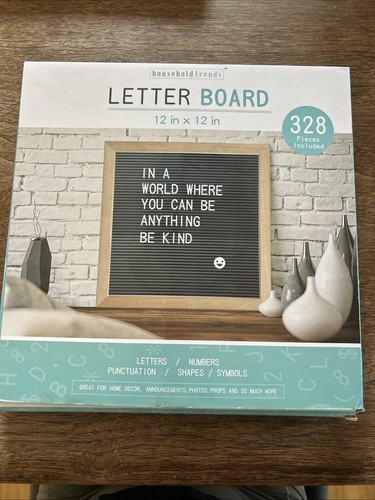 householdtrends™
LETTER BOARD
12 in x 12 in
328
Pieces
Included
IN A
WORLD WHERE
YOU CAN BE
ANYTHING
BE KIND
LETTERS / NUMBERS
PUNCTUATION / SHAPES / SYMBOLS
GREAT FOR HOME DECOR, ANNOUNCEMENTS, PHOTOS, PROPS AND SO MUCH MORE